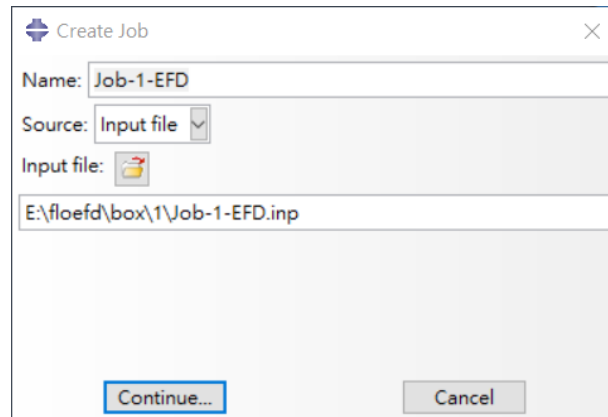 Create Job
Name: Job-1-EFD
Source: Input file
Input file:
E:\floefd\box\1\Job-1-EFD.inp
Continue... Cancel